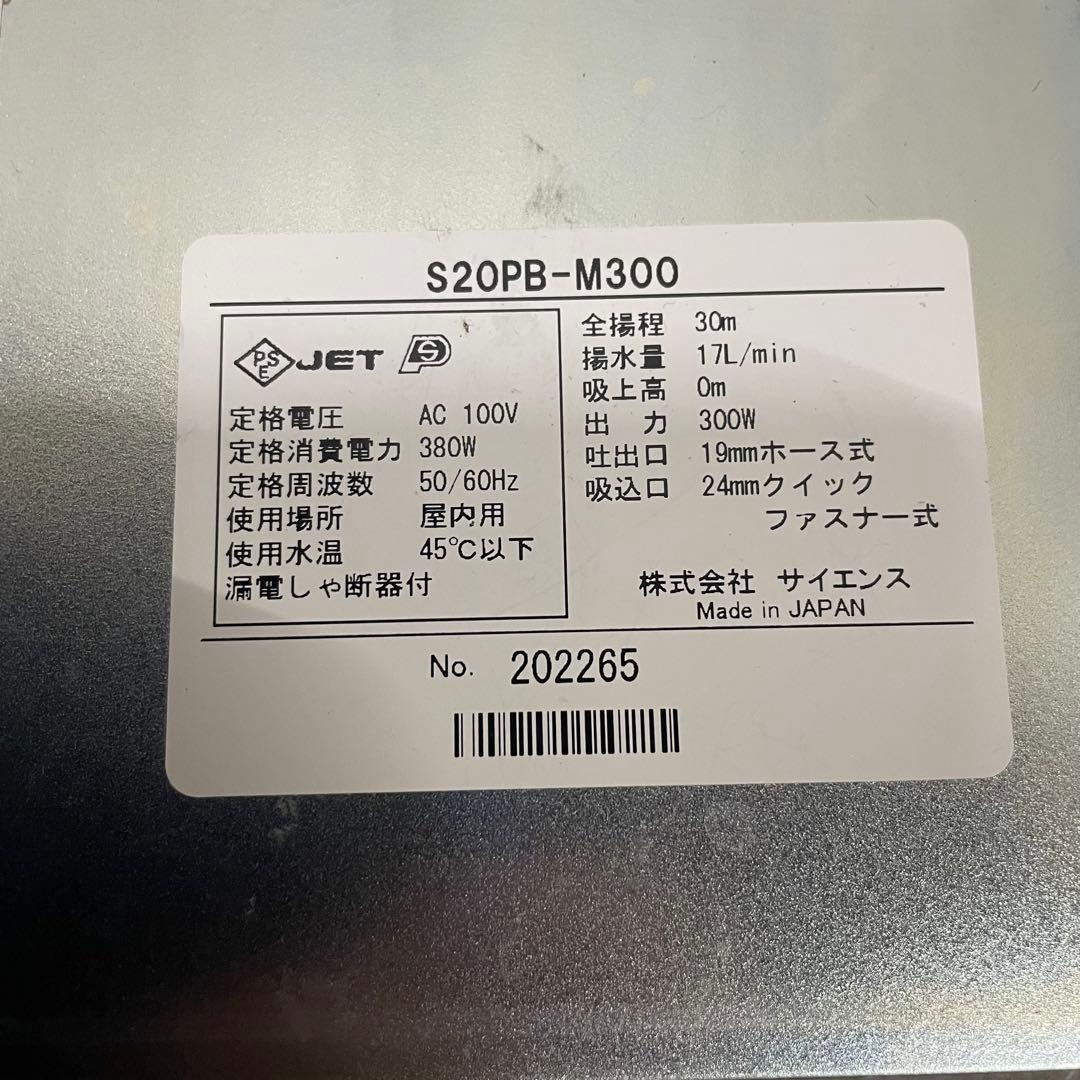 S20PB-M300
PSE JET PS
定格電圧 AC 100V
定格消費電力 380W
定格周波数 50/60Hz
使用場所 屋内用
使用水温 45℃以下
漏電しゃ断器付
全揚程 30m
揚水量 17L/min
吸上高 0m
出力 300W
吐出口 19mmホース式
吸込口 24mmクイック
ファスナー式
株式会社 サイエンス
Made in JAPAN
No. 202265